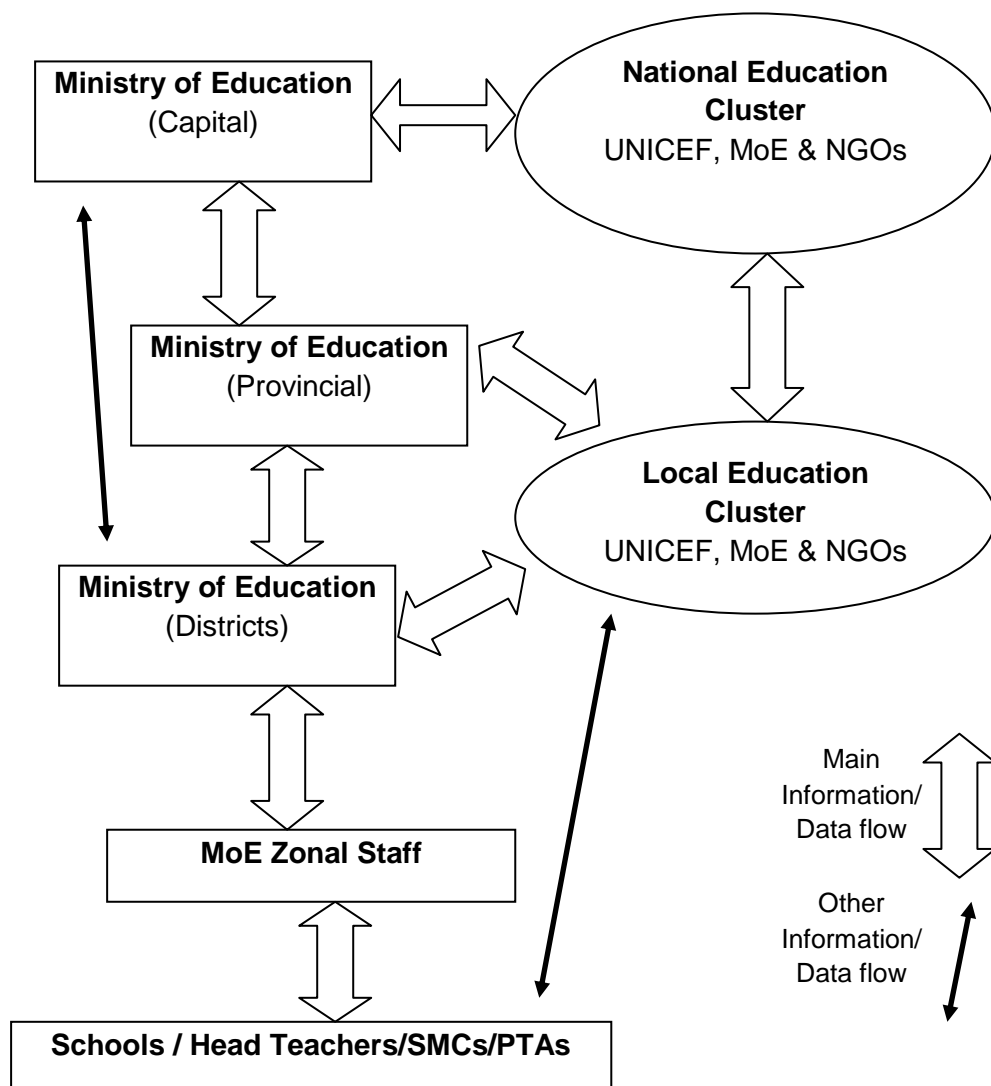 Ministry of Education
(Capital)
National Education
Cluster
UNICEF, MoE & NGOs
Ministry of Education
(Provincial)
Local Education
Cluster
UNICEF, MoE & NGOs
Ministry of Education
(Districts)
Main
Information/
Data flow
MoE Zonal Staff
Other
Information/
Data flow
Schools / Head Teachers/SMCs/PTAs